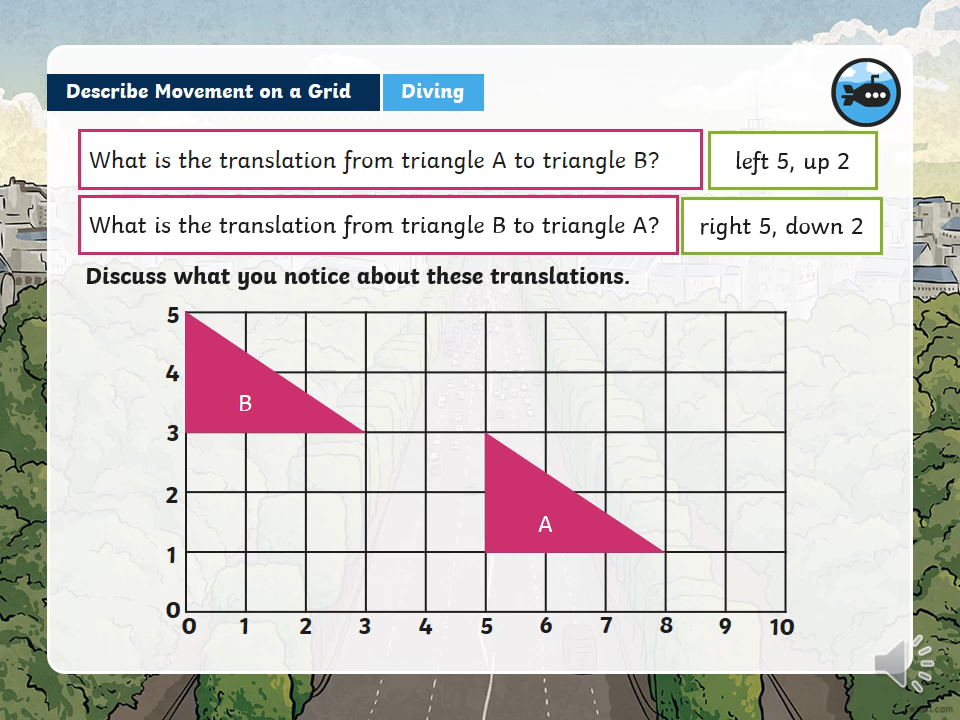 Describe Movement on a Grid
Diving
What is the translation from triangle A to triangle B?
left 5, up 2
What is the translation from triangle B to triangle A?
right 5, down 2
Discuss what you notice about these translations.
5
4
B
3
2
A
1
0
0 1 2 3 4 5 6 7 8 9 10